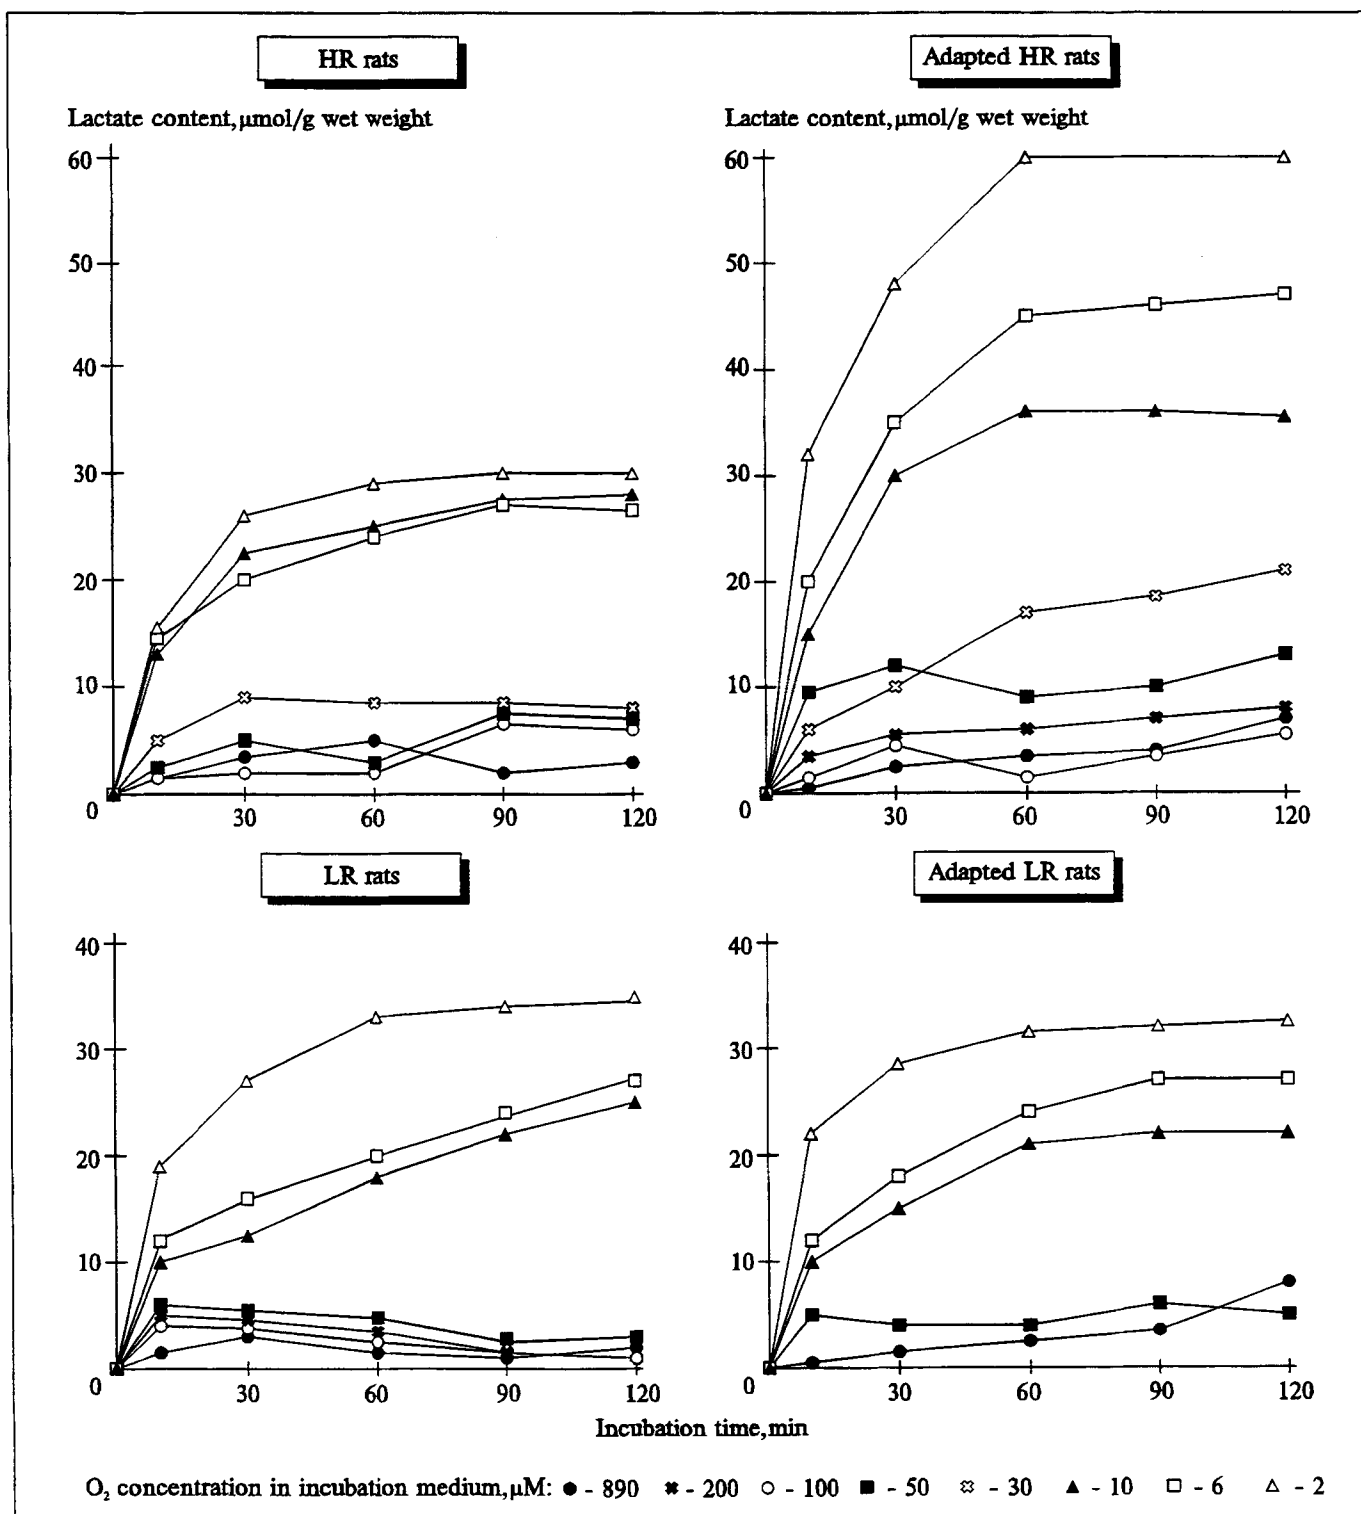 HR rats
Adapted HR rats
Lactate content, μmol/g wet weight
Lactate content, μmol/g wet weight
60
50
40
30
20
10
0
30 60 90 120
60
50
40
30
20
10
0
30 60 90 120
LR rats
Adapted LR rats
40
30
20
10
0
30 60 90 120
40
30
20
10
0
30 60 90 120
Incubation time, min
O₂ concentration in incubation medium, μM: ● - 890 ✖ - 200 ○ - 100 ■ - 50 ✖ - 30 ▲ - 10 □ - 6 △ - 2